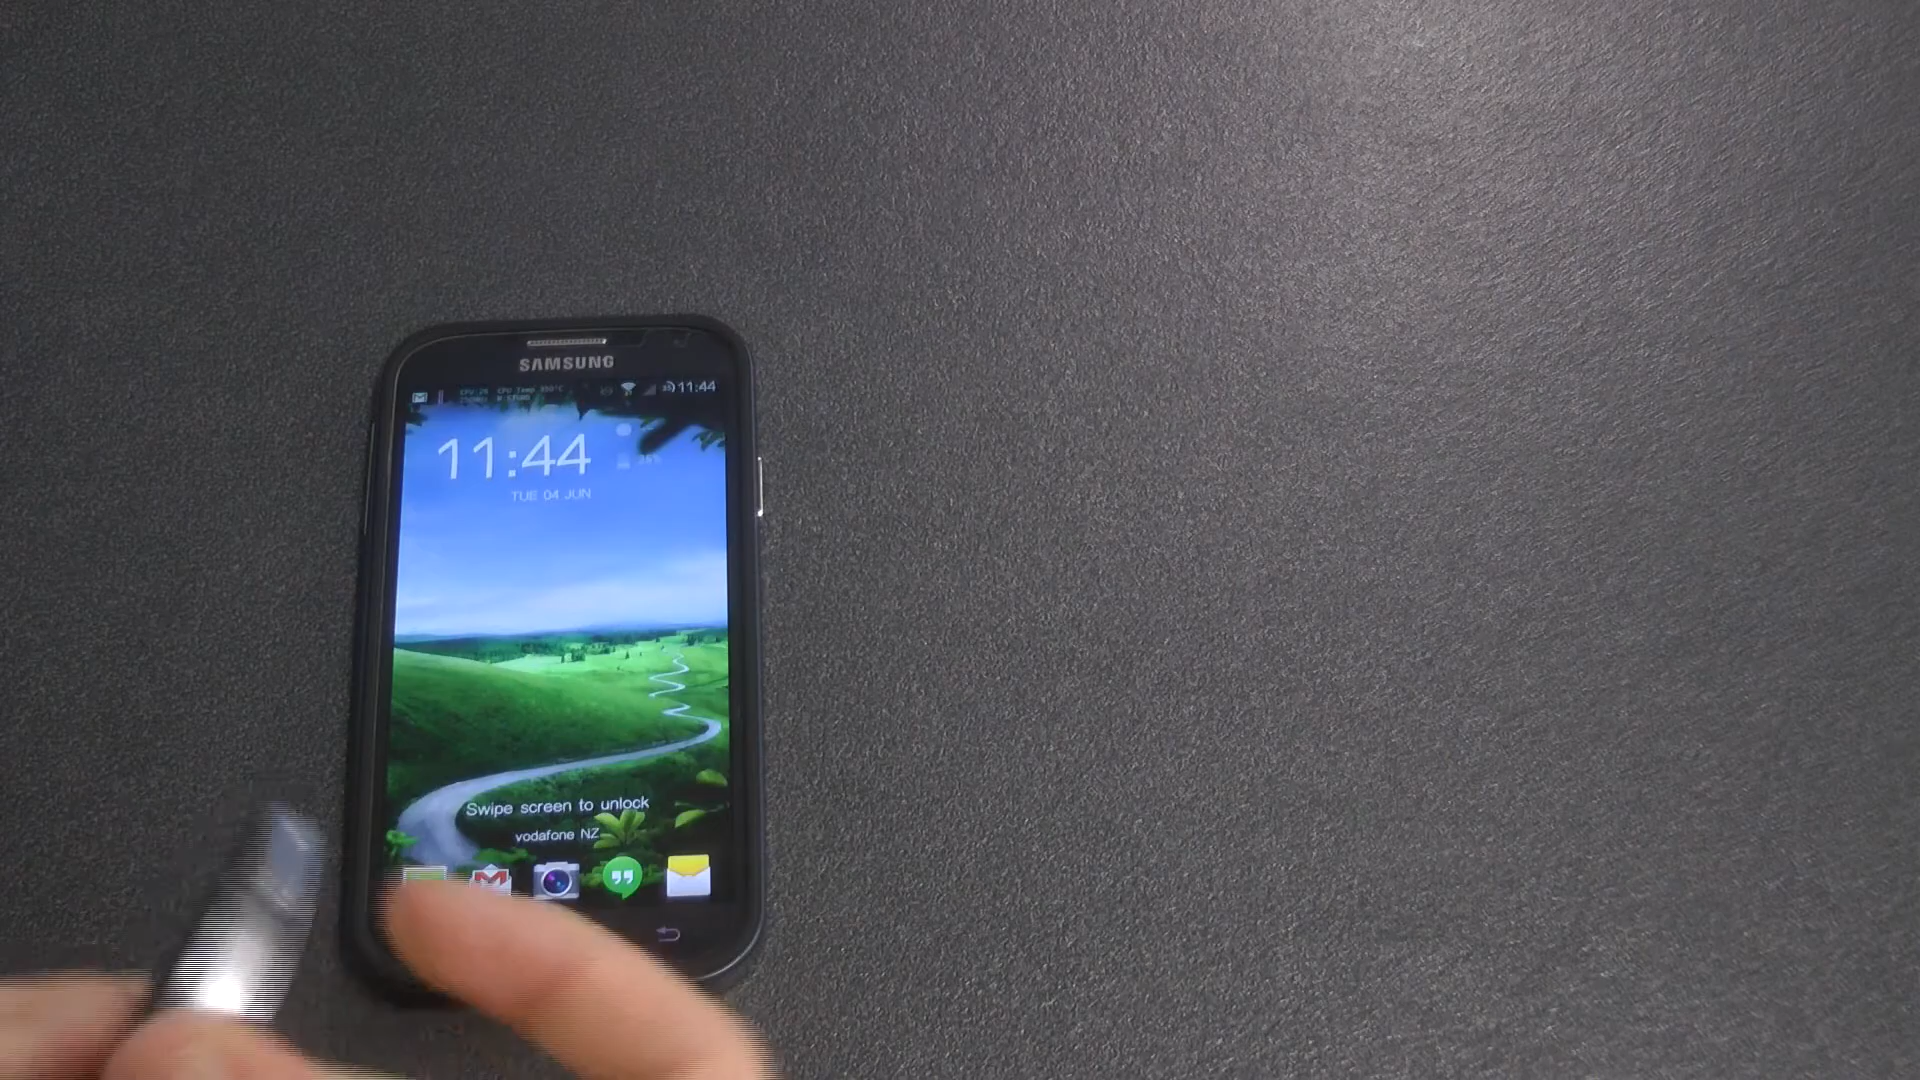 SAMSUNG
11:44
11:44
TUE 04 JUN
Swipe screen to unlock
vodafone NZ